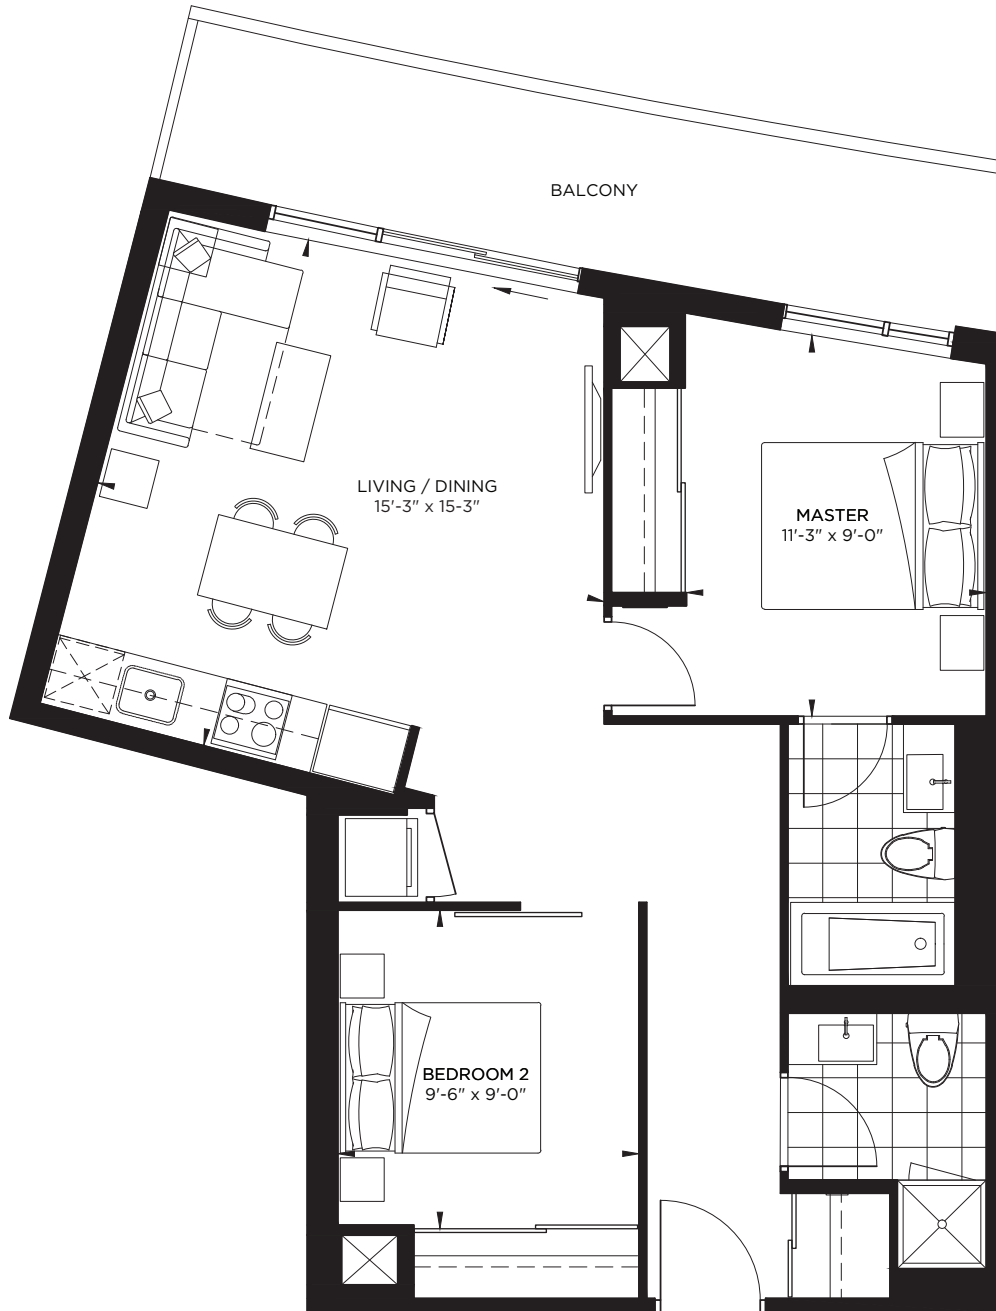 BALCONY
LIVING / DINING
15'-3" x 15-3"
MASTER
11'-3" x 9'-0"
BEDROOM 2
9'-6" x 9'-0"